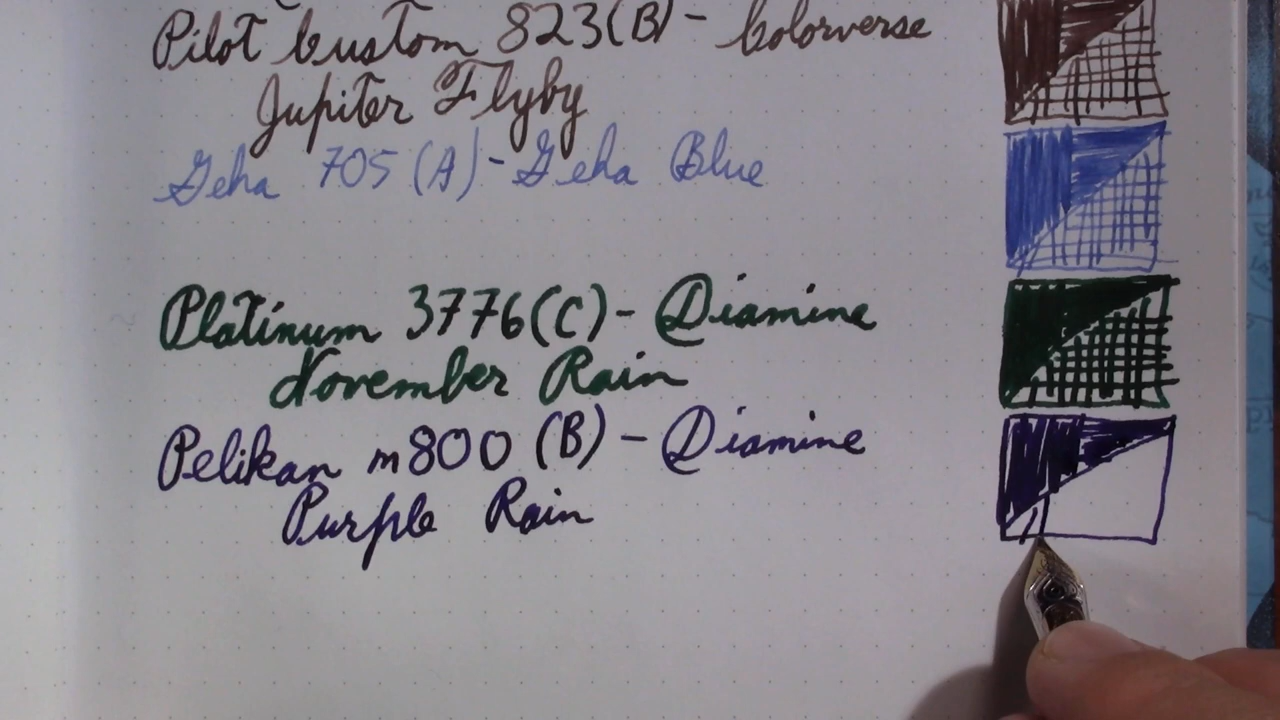 Pilot Custom 823(B) - Colorverse
Jupiter Flyby
Geha 705 (A) - Geha Blue
Platinum 3776(C) - Diamine
November Rain
Pelikan m800 (B) - Diamine
Purple Rain